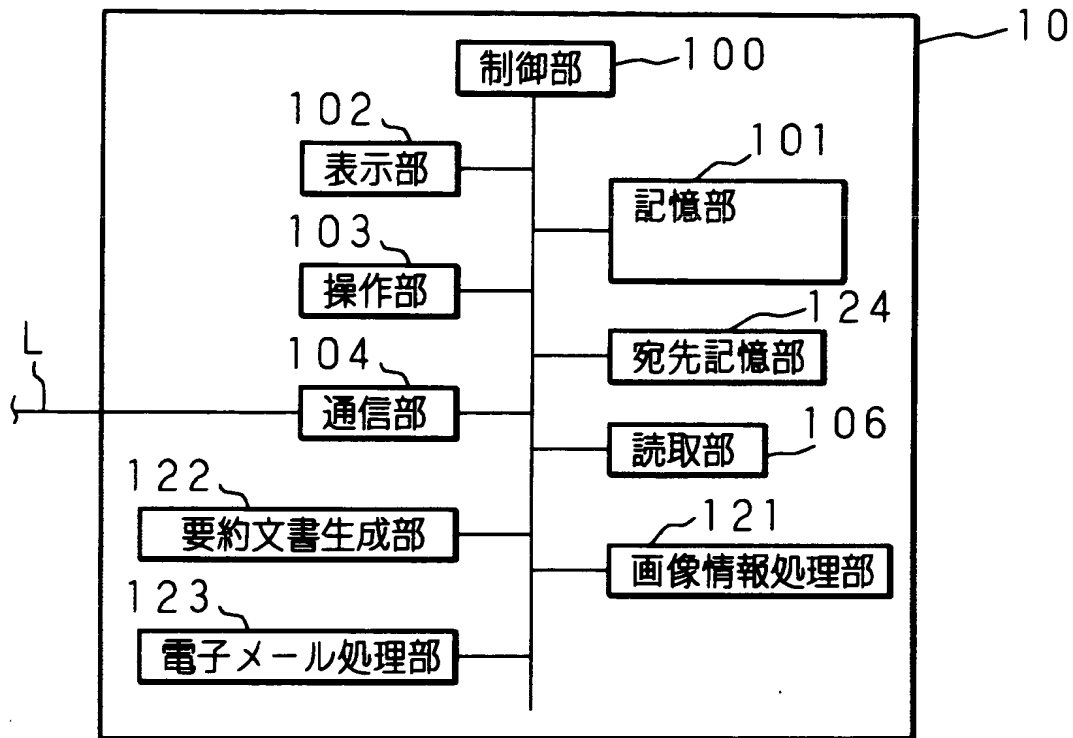 10
制御部
100
102
表示部
101
記憶部
103
操作部
124
宛先記憶部
L
104
通信部
106
読取部
122
要約文書生成部
121
画像情報処理部
123
電子メール処理部